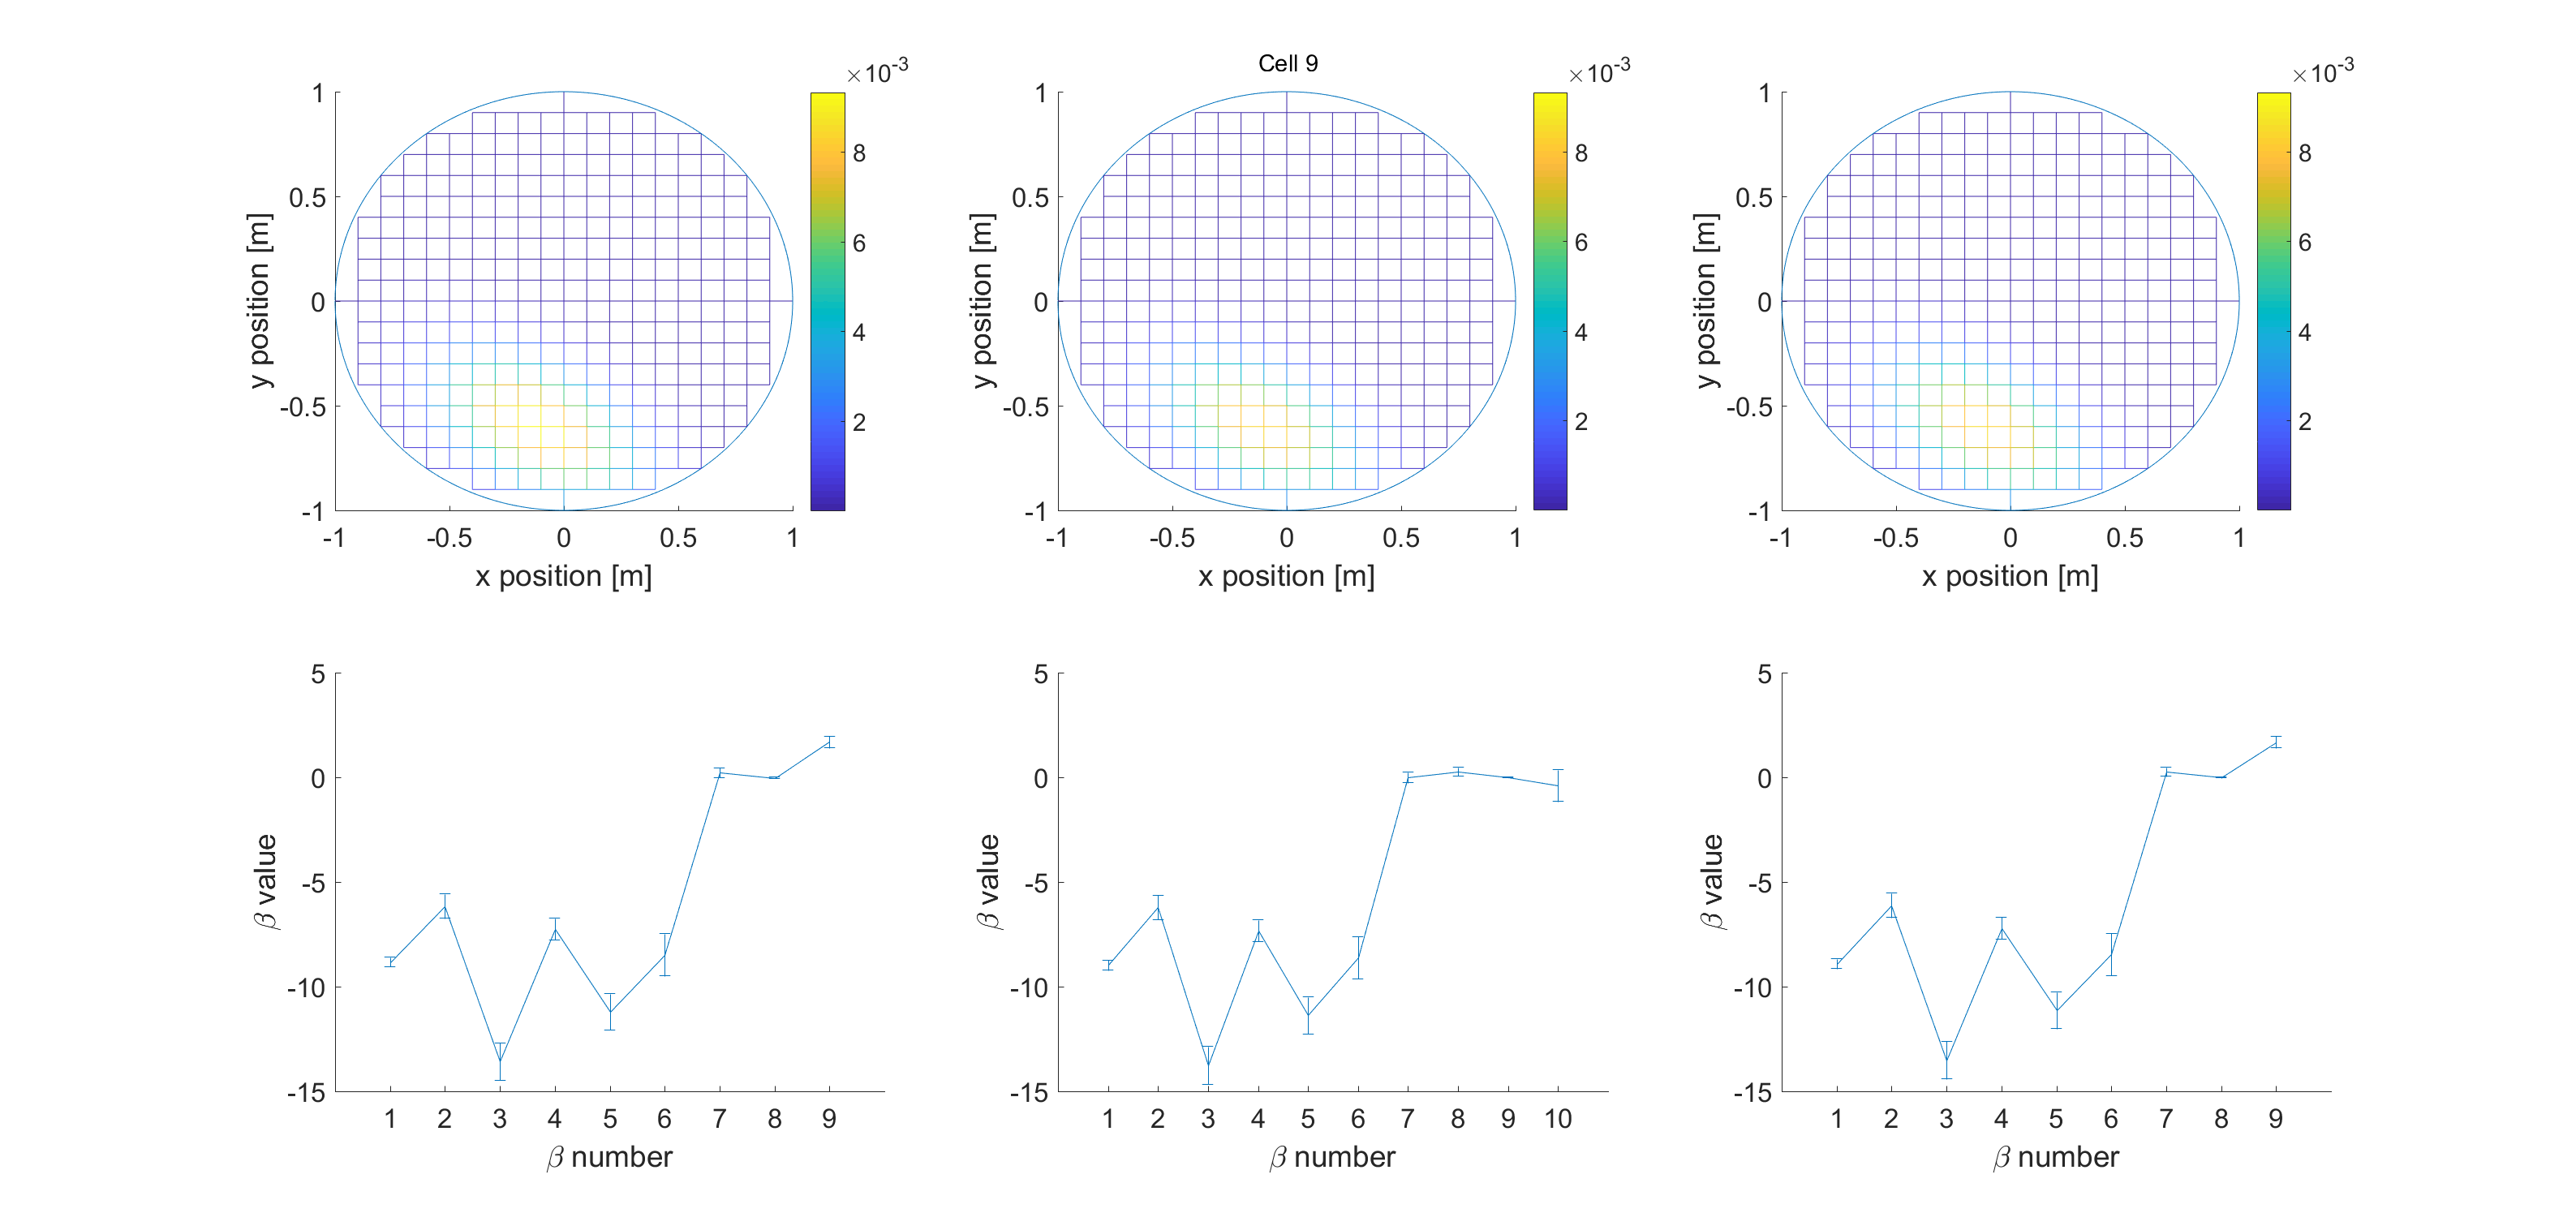 Cell 9
×10-3
1
0.5
0
-0.5
-1
y position [m]
-1 -0.5 0 0.5 1
x position [m]
8
6
4
2
×10-3
1
0.5
0
-0.5
-1
y position [m]
-1 -0.5 0 0.5 1
x position [m]
8
6
4
2
×10-3
1
0.5
0
-0.5
-1
y position [m]
-1 -0.5 0 0.5 1
x position [m]
8
6
4
2
5
0
-5
-10
-15
β value
1 2 3 4 5 6 7 8 9
β number
5
0
-5
-10
-15
β value
1 2 3 4 5 6 7 8 9 10
β number
5
0
-5
-10
-15
β value
1 2 3 4 5 6 7 8 9
β number